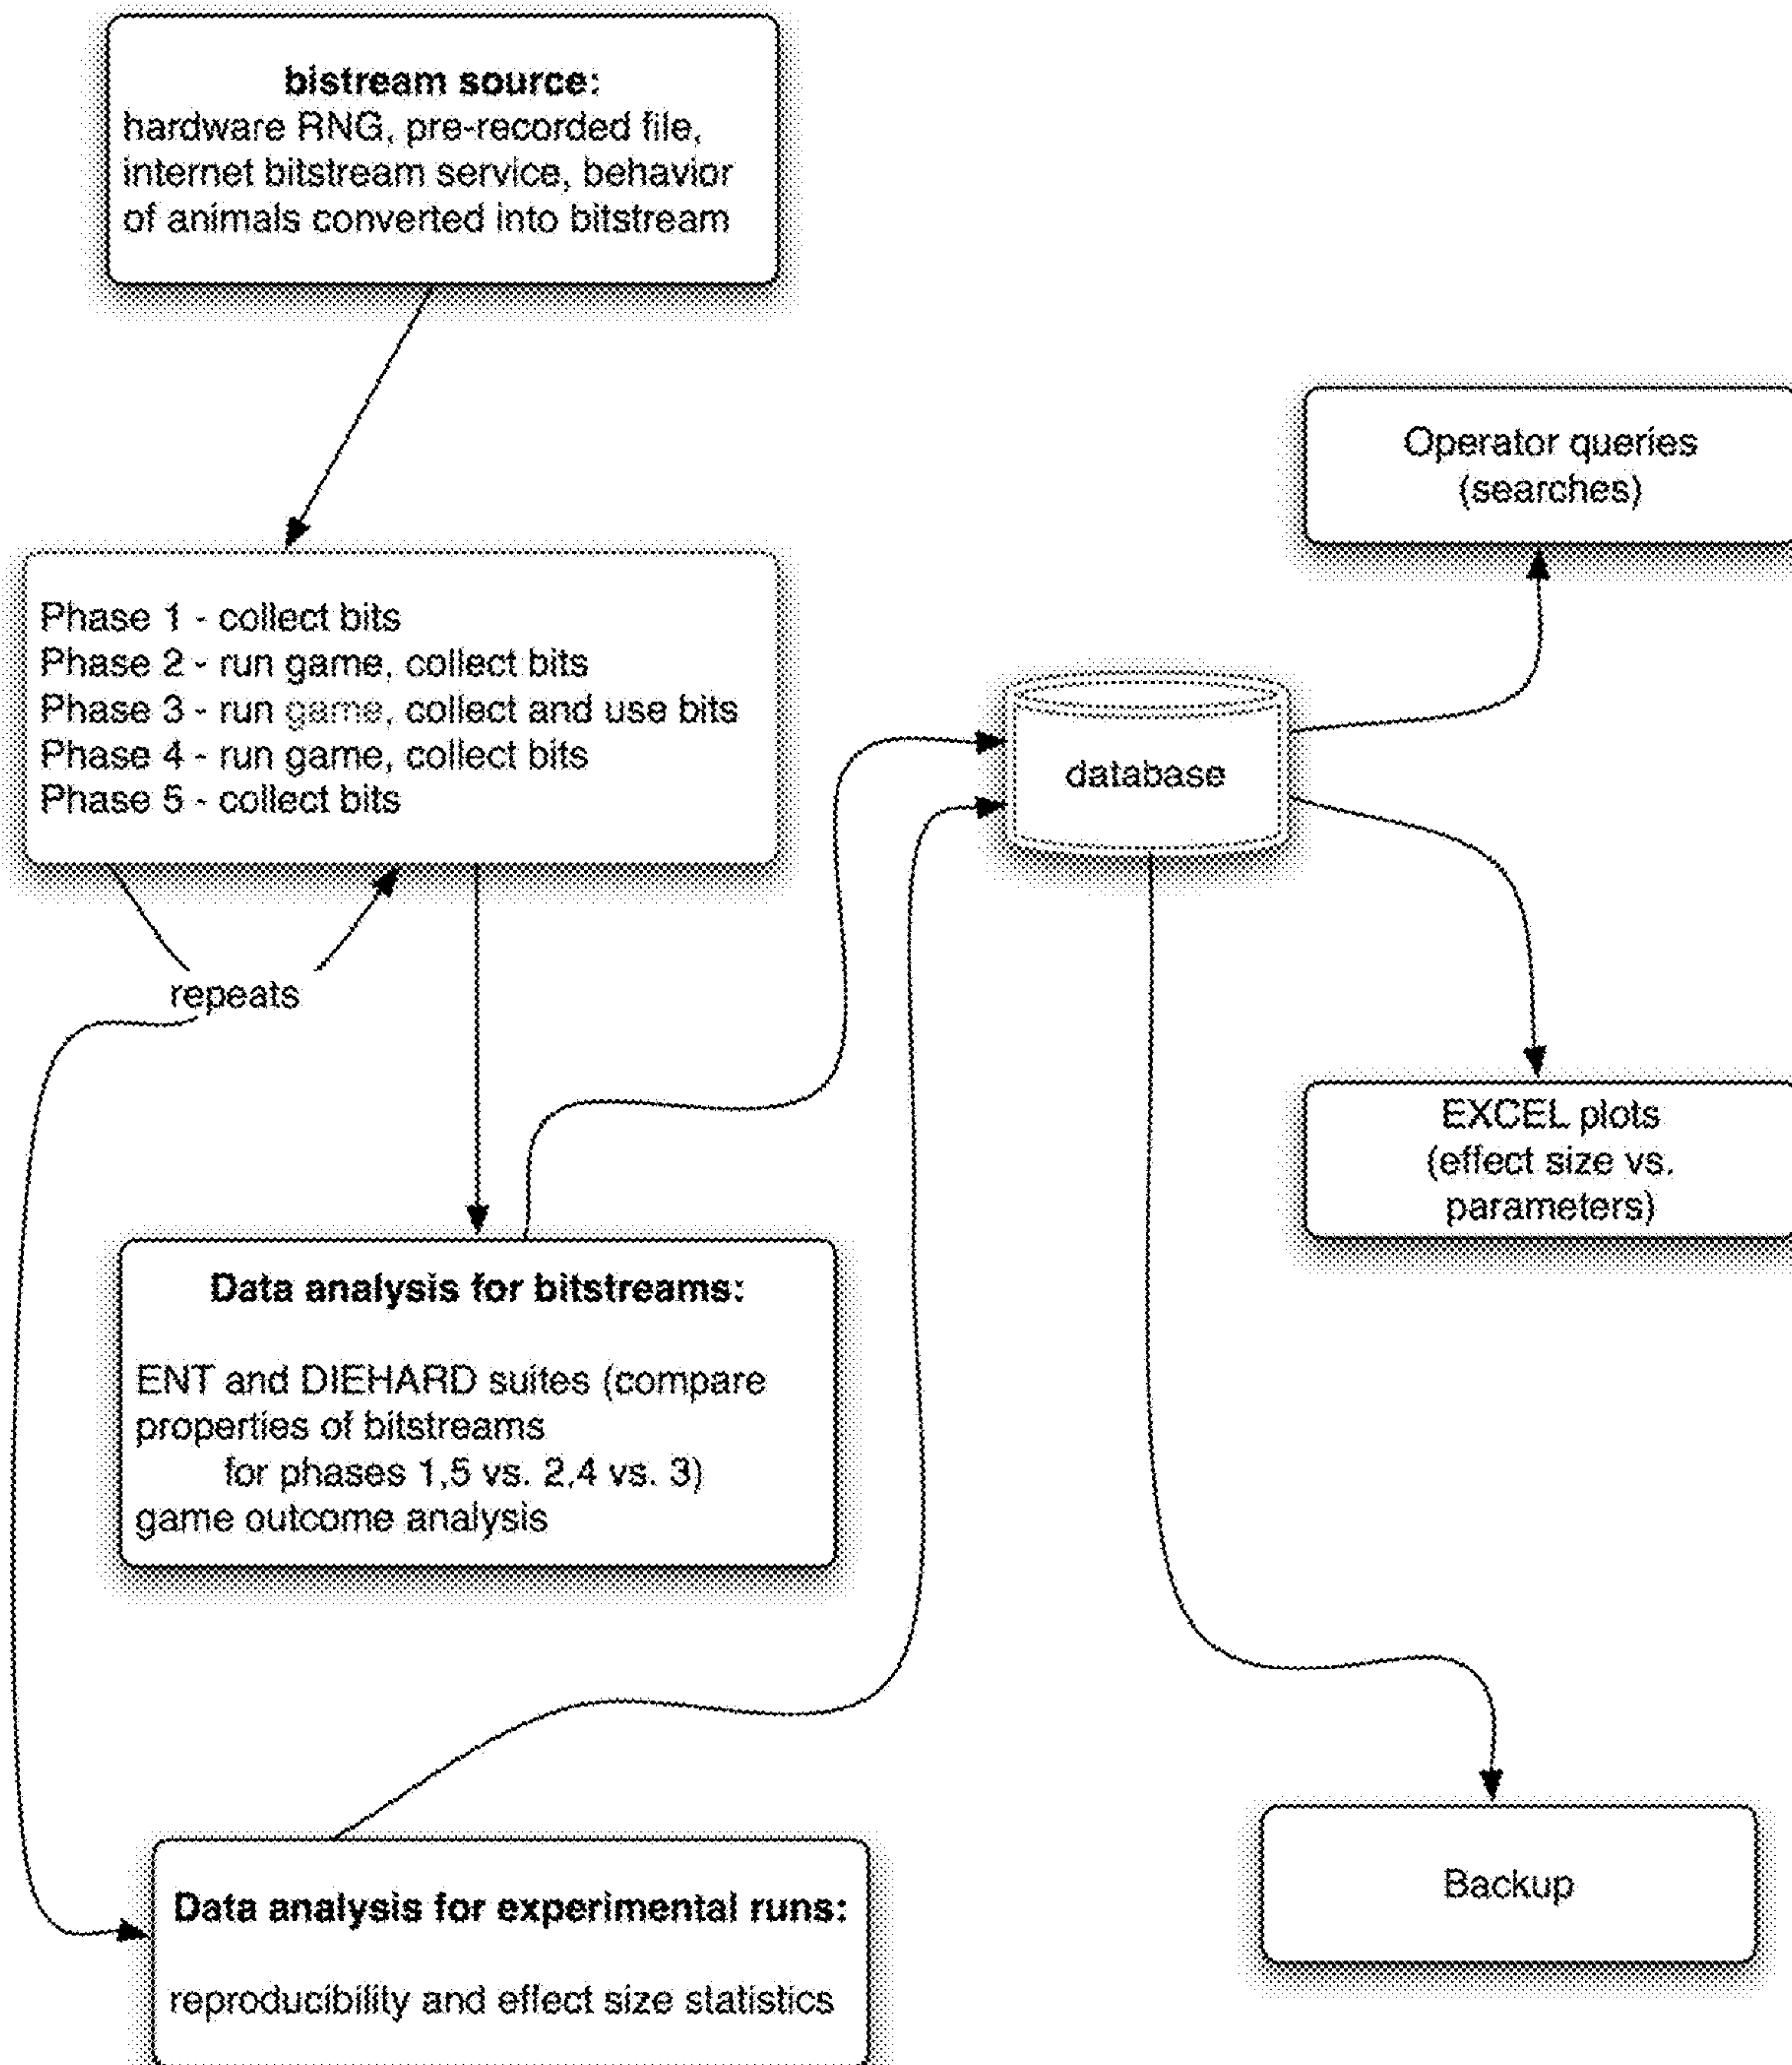 bistream source:
hardware RNG, pre-recorded file,
internet bitstream service, behavior
of animals converted into bitstream
Phase 1 - collect bits
Phase 2 - run game, collect bits
Phase 3 - run game, collect and use bits
Phase 4 - run game, collect bits
Phase 5 - collect bits
repeats
Data analysis for bitstreams:
ENT and DIEHARD suites (compare
properties of bitstreams
for phases 1,5 vs. 2,4 vs. 3)
game outcome analysis
Data analysis for experimental runs:
reproducibility and effect size statistics
database
Operator queries
(searches)
EXCEL plots
(effect size vs.
parameters)
Backup